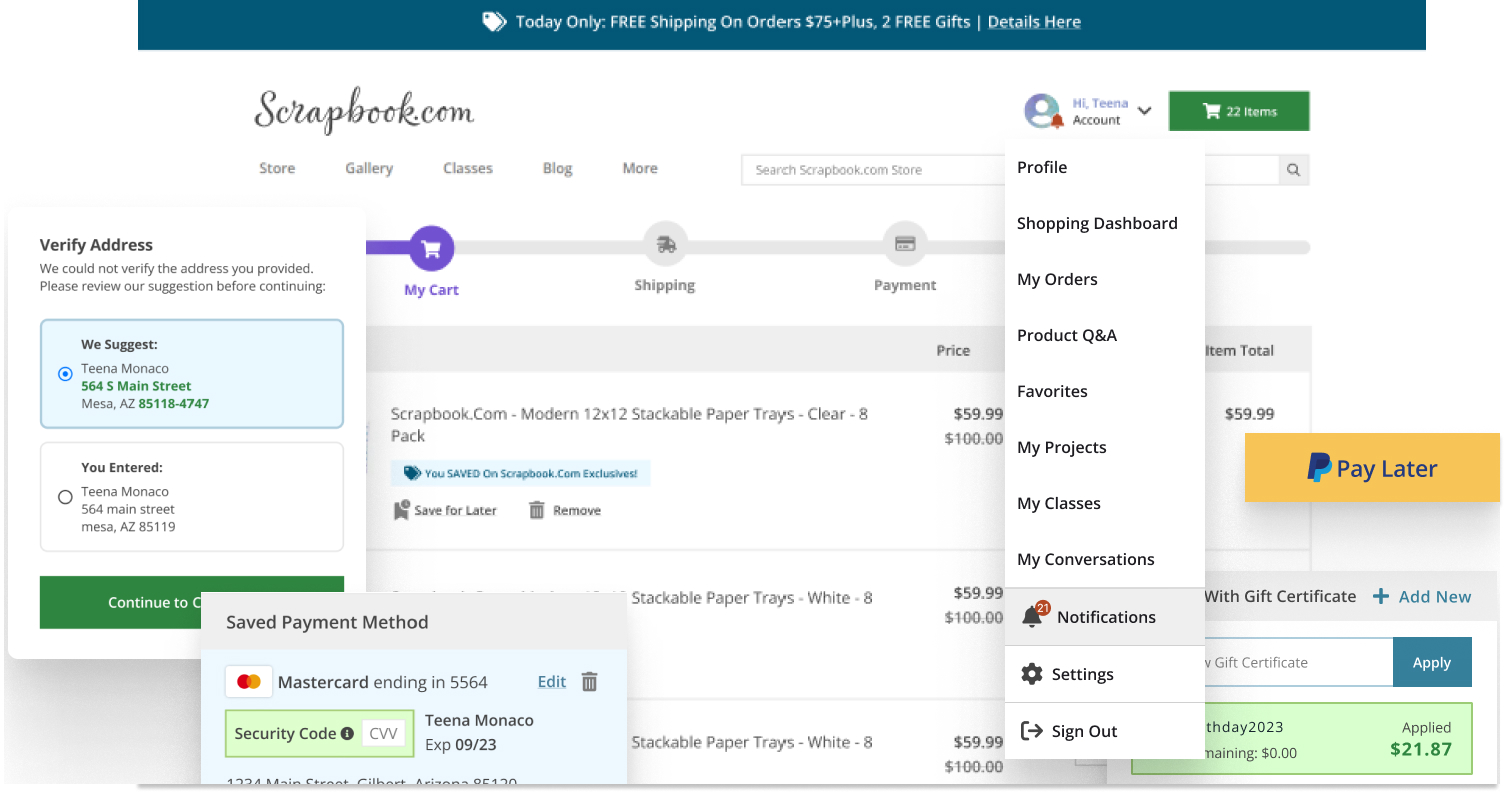 Today Only: FREE Shipping On Orders $75+Plus, 2 FREE Gifts | Details Here
Scrapbook.com
Hi, Teena
Account
22 Items
Store Gallery Classes Blog More
Search Scrapbook.com Store
My Cart
Shipping
Payment
Verify Address
We could not verify the address you provided.
Please review our suggestion before continuing:
We Suggest:
Teena Monaco
564 S Main Street
Mesa, AZ 85118-4747
You Entered:
Teena Monaco
564 main street
mesa, AZ 85119
Continue to
Price
Item Total
Scrapbook.Com - Modern 12x12 Stackable Paper Trays - Clear - 8
Pack
$59.99
$100.00
$59.99
You SAVED On Scrapbook.Com Exclusives!
Save for Later
Remove
Stackable Paper Trays - White - 8
$59.99
$100.00
Stackable Paper Trays - White - 8
$59.99
$100.00
Saved Payment Method
Mastercard ending in 5564
Edit
Security Code
CVV
Teena Monaco
Exp 09/23
1234 Main Street, Gilbert, Arizona 85120
Profile
Shopping Dashboard
My Orders
Product Q&A
Favorites
My Projects
My Classes
My Conversations
21
Notifications
Settings
Sign Out
Pay Later
With Gift Certificate
Add New
Gift Certificate
Apply
thday2023
Applied
maining: $0.00
$21.87